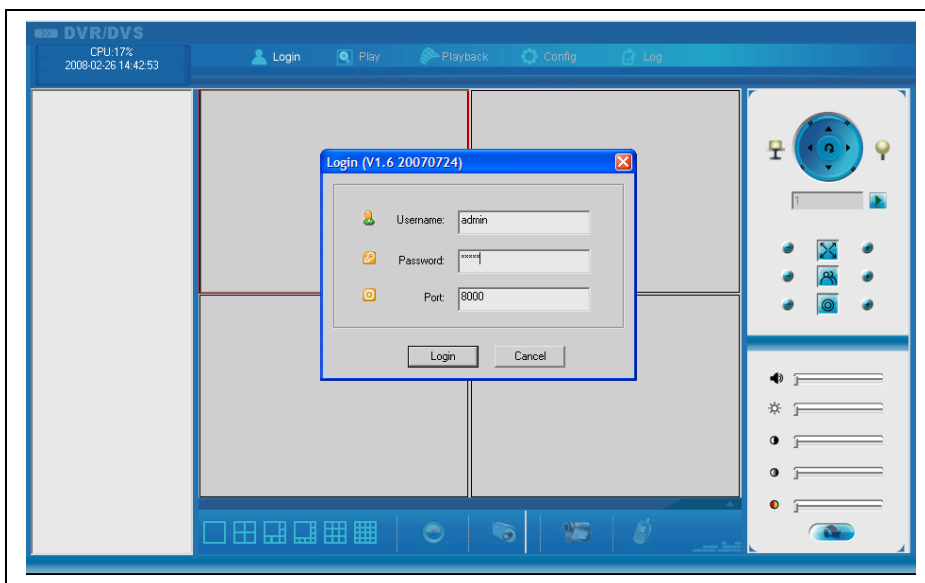 DVR/DVS
CPU:17%
2008-02-26 14:42:53
Login Play Playback Config Log
Login (V1.6 20070724)
Username: admin
Password: *****
Port: 8000
Login Cancel
1